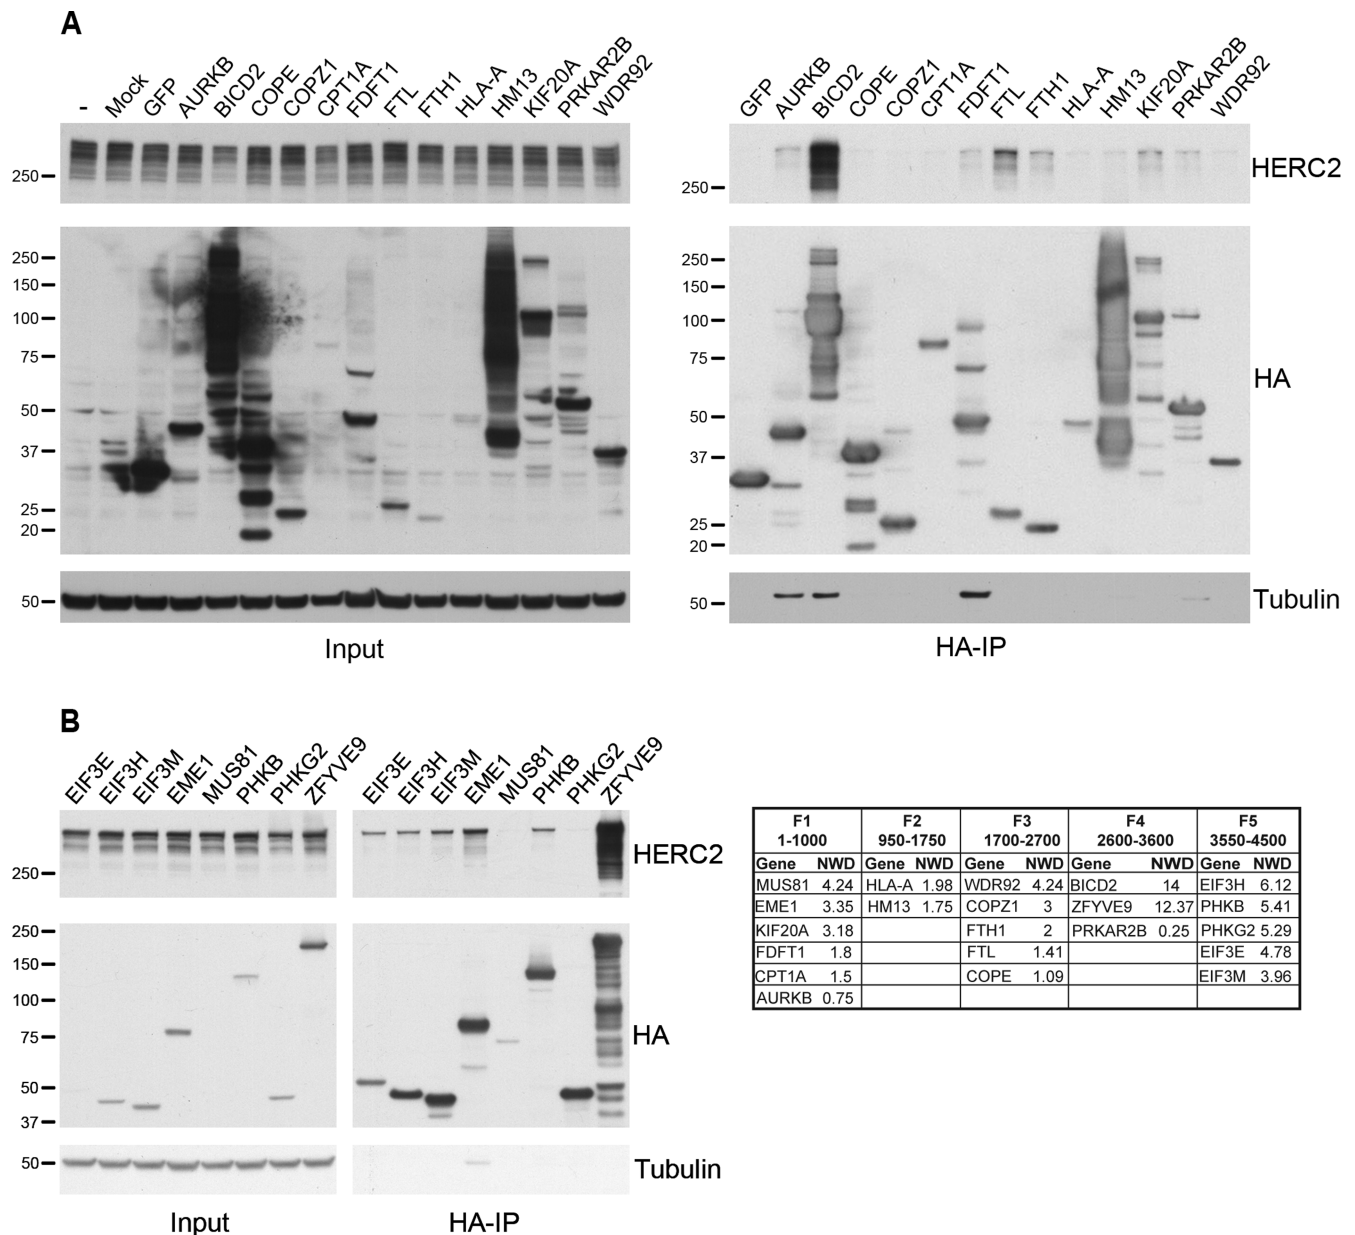 A
- Mock GFP AURKB BICD2 COPE COPZ1 CPT1A FDFT1 FTL FTH1 HLA-A HM13 KIF20A PRKAR2B WDR92
GFP AURKB BICD2 COPE COPZ1 CPT1A FDFT1 FTL FTH1 HLA-A HM13 KIF20A PRKAR2B WDR92
250
250
HERC2
250
150
100
75
50
37
25
20
250
150
100
75
50
37
25
20
HA
50
50
Tubulin
Input
HA-IP
B
EIF3E EIF3H EIF3M EME1 MUS81 PHKB PHKG2 ZFYVE9
EIF3E EIF3H EIF3M EME1 MUS81 PHKB PHKG2 ZFYVE9
250
HERC2
250
150
100
75
50
37
HA
50
Tubulin
Input
HA-IP
F1 F2 F3 F4 F5
1-1000 950-1750 1700-2700 2600-3600 3550-4500
Gene NWD Gene NWD Gene NWD Gene NWD Gene NWD
MUS81 4.24 HLA-A 1.98 WDR92 4.24 BICD2 14 EIF3H 6.12
EME1 3.35 HM13 1.75 COPZ1 3 ZFYVE9 12.37 PHKB 5.41
KIF20A 3.18 FTH1 2 PRKAR2B 0.25 PHKG2 5.29
FDFT1 1.8 FTL 1.41 EIF3E 4.78
CPT1A 1.5 COPE 1.09 EIF3M 3.96
AURKB 0.75